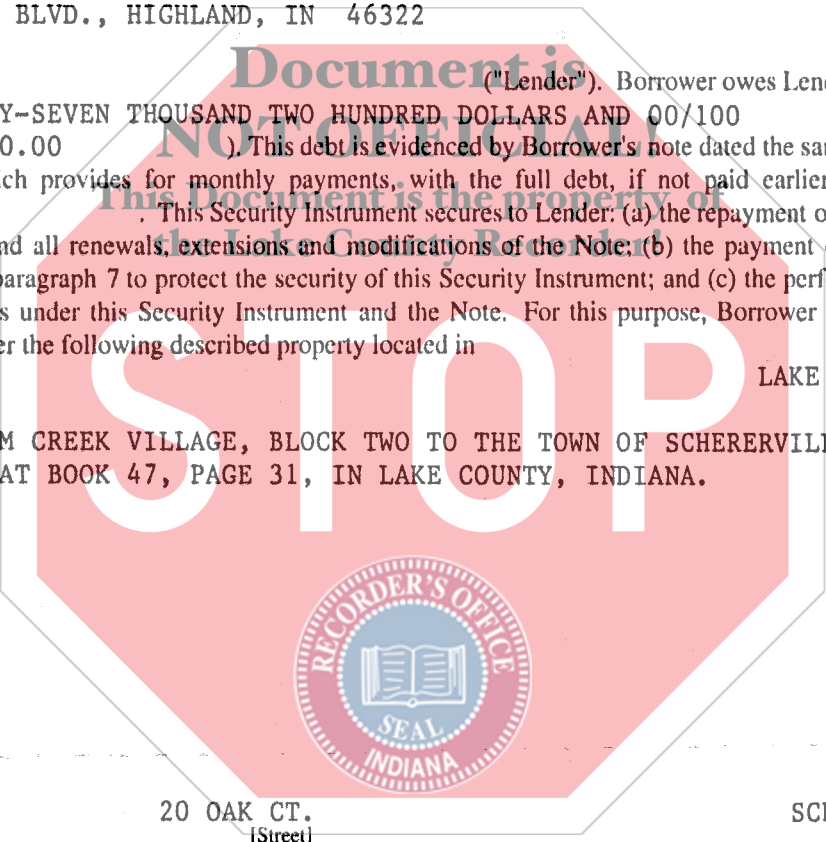 BLVD., HIGHLAND, IN 46322
Document is
("Lender"). Borrower owes Lend
Y-SEVEN THOUSAND TWO HUNDRED DOLLARS AND 00/100
NOT OFFICIAL!
0.00 ). This debt is evidenced by Borrower's note dated the sa
ch provides for monthly payments, with the full debt, if not paid earlier
This Document is the property of
. This Security Instrument secures to Lender: (a) the repayment o
nd all renewals, extensions and modifications of the Note; (b) the payment
the Lake County Recorder!
paragraph 7 to protect the security of this Security Instrument; and (c) the perf
s under this Security Instrument and the Note. For this purpose, Borrower
er the following described property located in
LAKE
STOP
M CREEK VILLAGE, BLOCK TWO TO THE TOWN OF SCHERERVILL
AT BOOK 47, PAGE 31, IN LAKE COUNTY, INDIANA.
RECORDER'S OFFICE
SEAL
INDIANA
20 OAK CT. SCH
[Street]